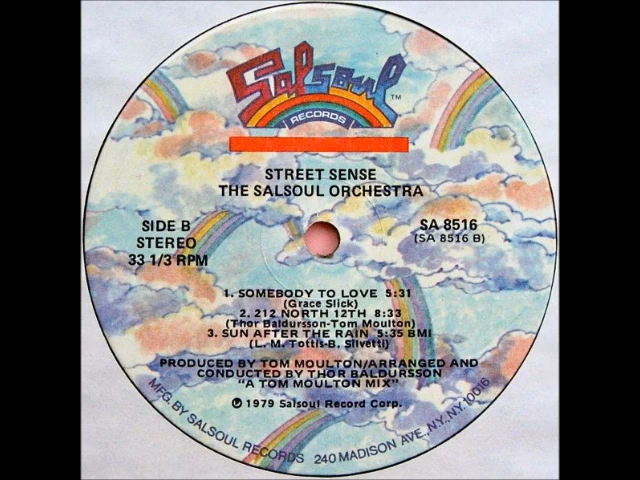 Salsoul™
RECORDS
STREET SENSE
THE SALSOUL ORCHESTRA
SIDE B
STEREO
33 1/3 RPM
SA 8516
(SA 8516 B)
1. SOMEBODY TO LOVE 5:31
(Grace Slick)
2. 212 NORTH 12TH 8:33
(Thor Baldursson-Tom Moulton)
3. SUN AFTER THE RAIN 5:35 BMI
(L. M. Tottis-B. Silvetti)
PRODUCED BY TOM MOULTON/ARRANGED AND
CONDUCTED BY THOR BALDURSSON
"A TOM MOULTON MIX"
℗ 1979 Salsoul Record Corp.
MFG. BY SALSOUL RECORDS 240 MADISON AVE., N.Y., N.Y. 10016